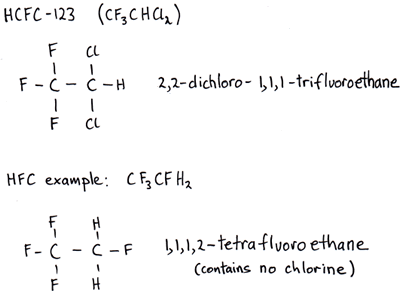 HCFC-123 (CF₃CHCl₂)
F Cl
F - C - C - H 2,2-dichloro-1,1,1-trifluoroethane
F Cl
HFC example: CF₃CFH₂
F H
F - C - C - F 1,1,1,2-tetrafluoroethane
(contains no chlorine)
F H